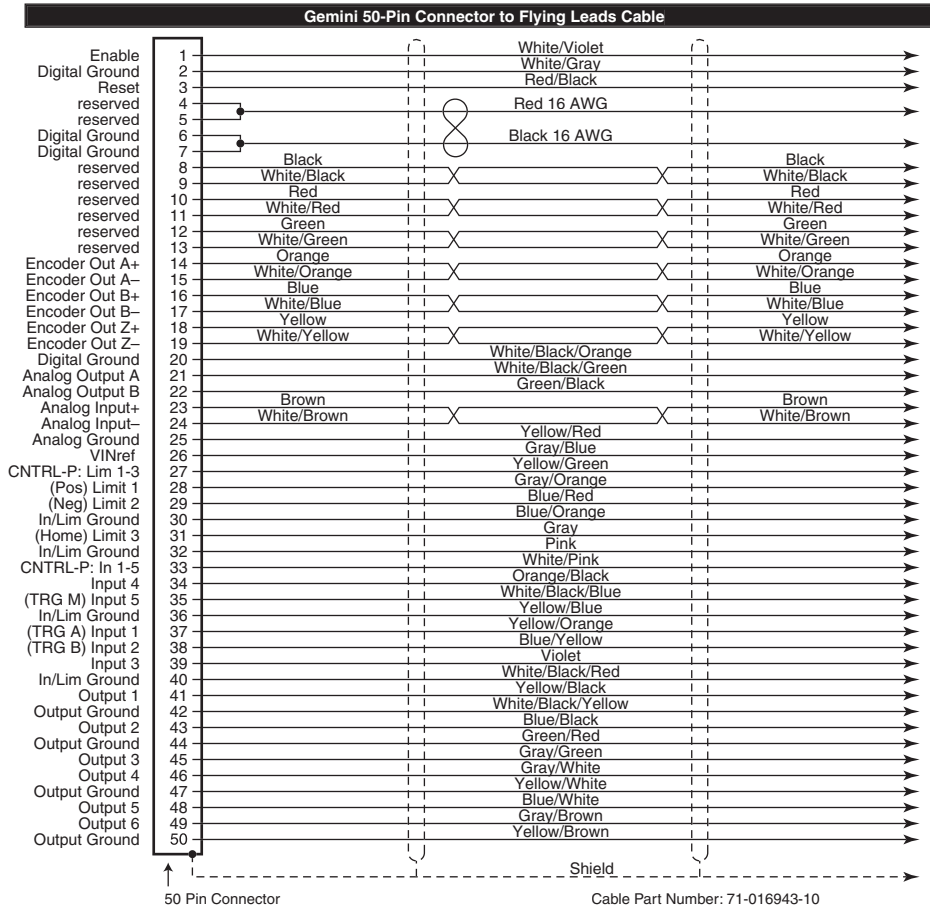 Gemini 50-Pin Connector to Flying Leads Cable
Enable 1 White/Violet
Digital Ground 2 White/Gray
Reset 3 Red/Black
reserved 4 Red 16 AWG
reserved 5
Digital Ground 6 Black 16 AWG
Digital Ground 7
reserved 8 Black Black
reserved 9 White/Black White/Black
reserved 10 Red Red
reserved 11 White/Red White/Red
reserved 12 Green Green
reserved 13 White/Green White/Green
Encoder Out A+ 14 Orange Orange
Encoder Out A– 15 White/Orange White/Orange
Encoder Out B+ 16 Blue Blue
Encoder Out B– 17 White/Blue White/Blue
Encoder Out Z+ 18 Yellow Yellow
Encoder Out Z– 19 White/Yellow White/Yellow
Digital Ground 20 White/Black/Orange
Analog Output A 21 White/Black/Green
Analog Output B 22 Green/Black
Analog Input+ 23 Brown Brown
Analog Input– 24 White/Brown White/Brown
Analog Ground 25 Yellow/Red
VINref 26 Gray/Blue
CNTRL-P: Lim 1-3 27 Yellow/Green
(Pos) Limit 1 28 Gray/Orange
(Neg) Limit 2 29 Blue/Red
In/Lim Ground 30 Blue/Orange
(Home) Limit 3 31 Gray
In/Lim Ground 32 Pink
CNTRL-P: In 1-5 33 White/Pink
Input 4 34 Orange/Black
(TRG M) Input 5 35 White/Black/Blue
In/Lim Ground 36 Yellow/Blue
(TRG A) Input 1 37 Yellow/Orange
(TRG B) Input 2 38 Blue/Yellow
Input 3 39 Violet
In/Lim Ground 40 White/Black/Red
Output 1 41 Yellow/Black
Output Ground 42 White/Black/Yellow
Output 2 43 Blue/Black
Output Ground 44 Green/Red
Output 3 45 Gray/Green
Output 4 46 Gray/White
Output Ground 47 Yellow/White
Output 5 48 Blue/White
Output 6 49 Gray/Brown
Output Ground 50 Yellow/Brown
Shield
50 Pin Connector Cable Part Number: 71-016943-10